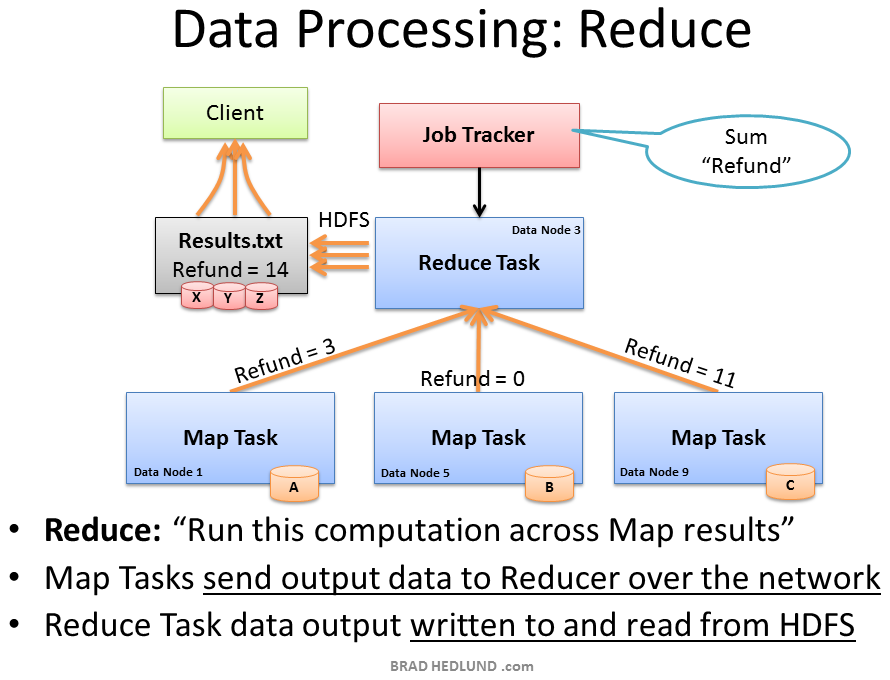 Data Processing: Reduce
Client
Job Tracker
Sum
“Refund”
HDFS
Data Node 3
Reduce Task
Results.txt
Refund = 14
X Y Z
Refund = 3
Refund = 0
Refund = 11
Map Task
Data Node 1
A
Map Task
Data Node 5
B
Map Task
Data Node 9
C
• Reduce: “Run this computation across Map results”
• Map Tasks send output data to Reducer over the network
• Reduce Task data output written to and read from HDFS
BRAD HEDLUND .com